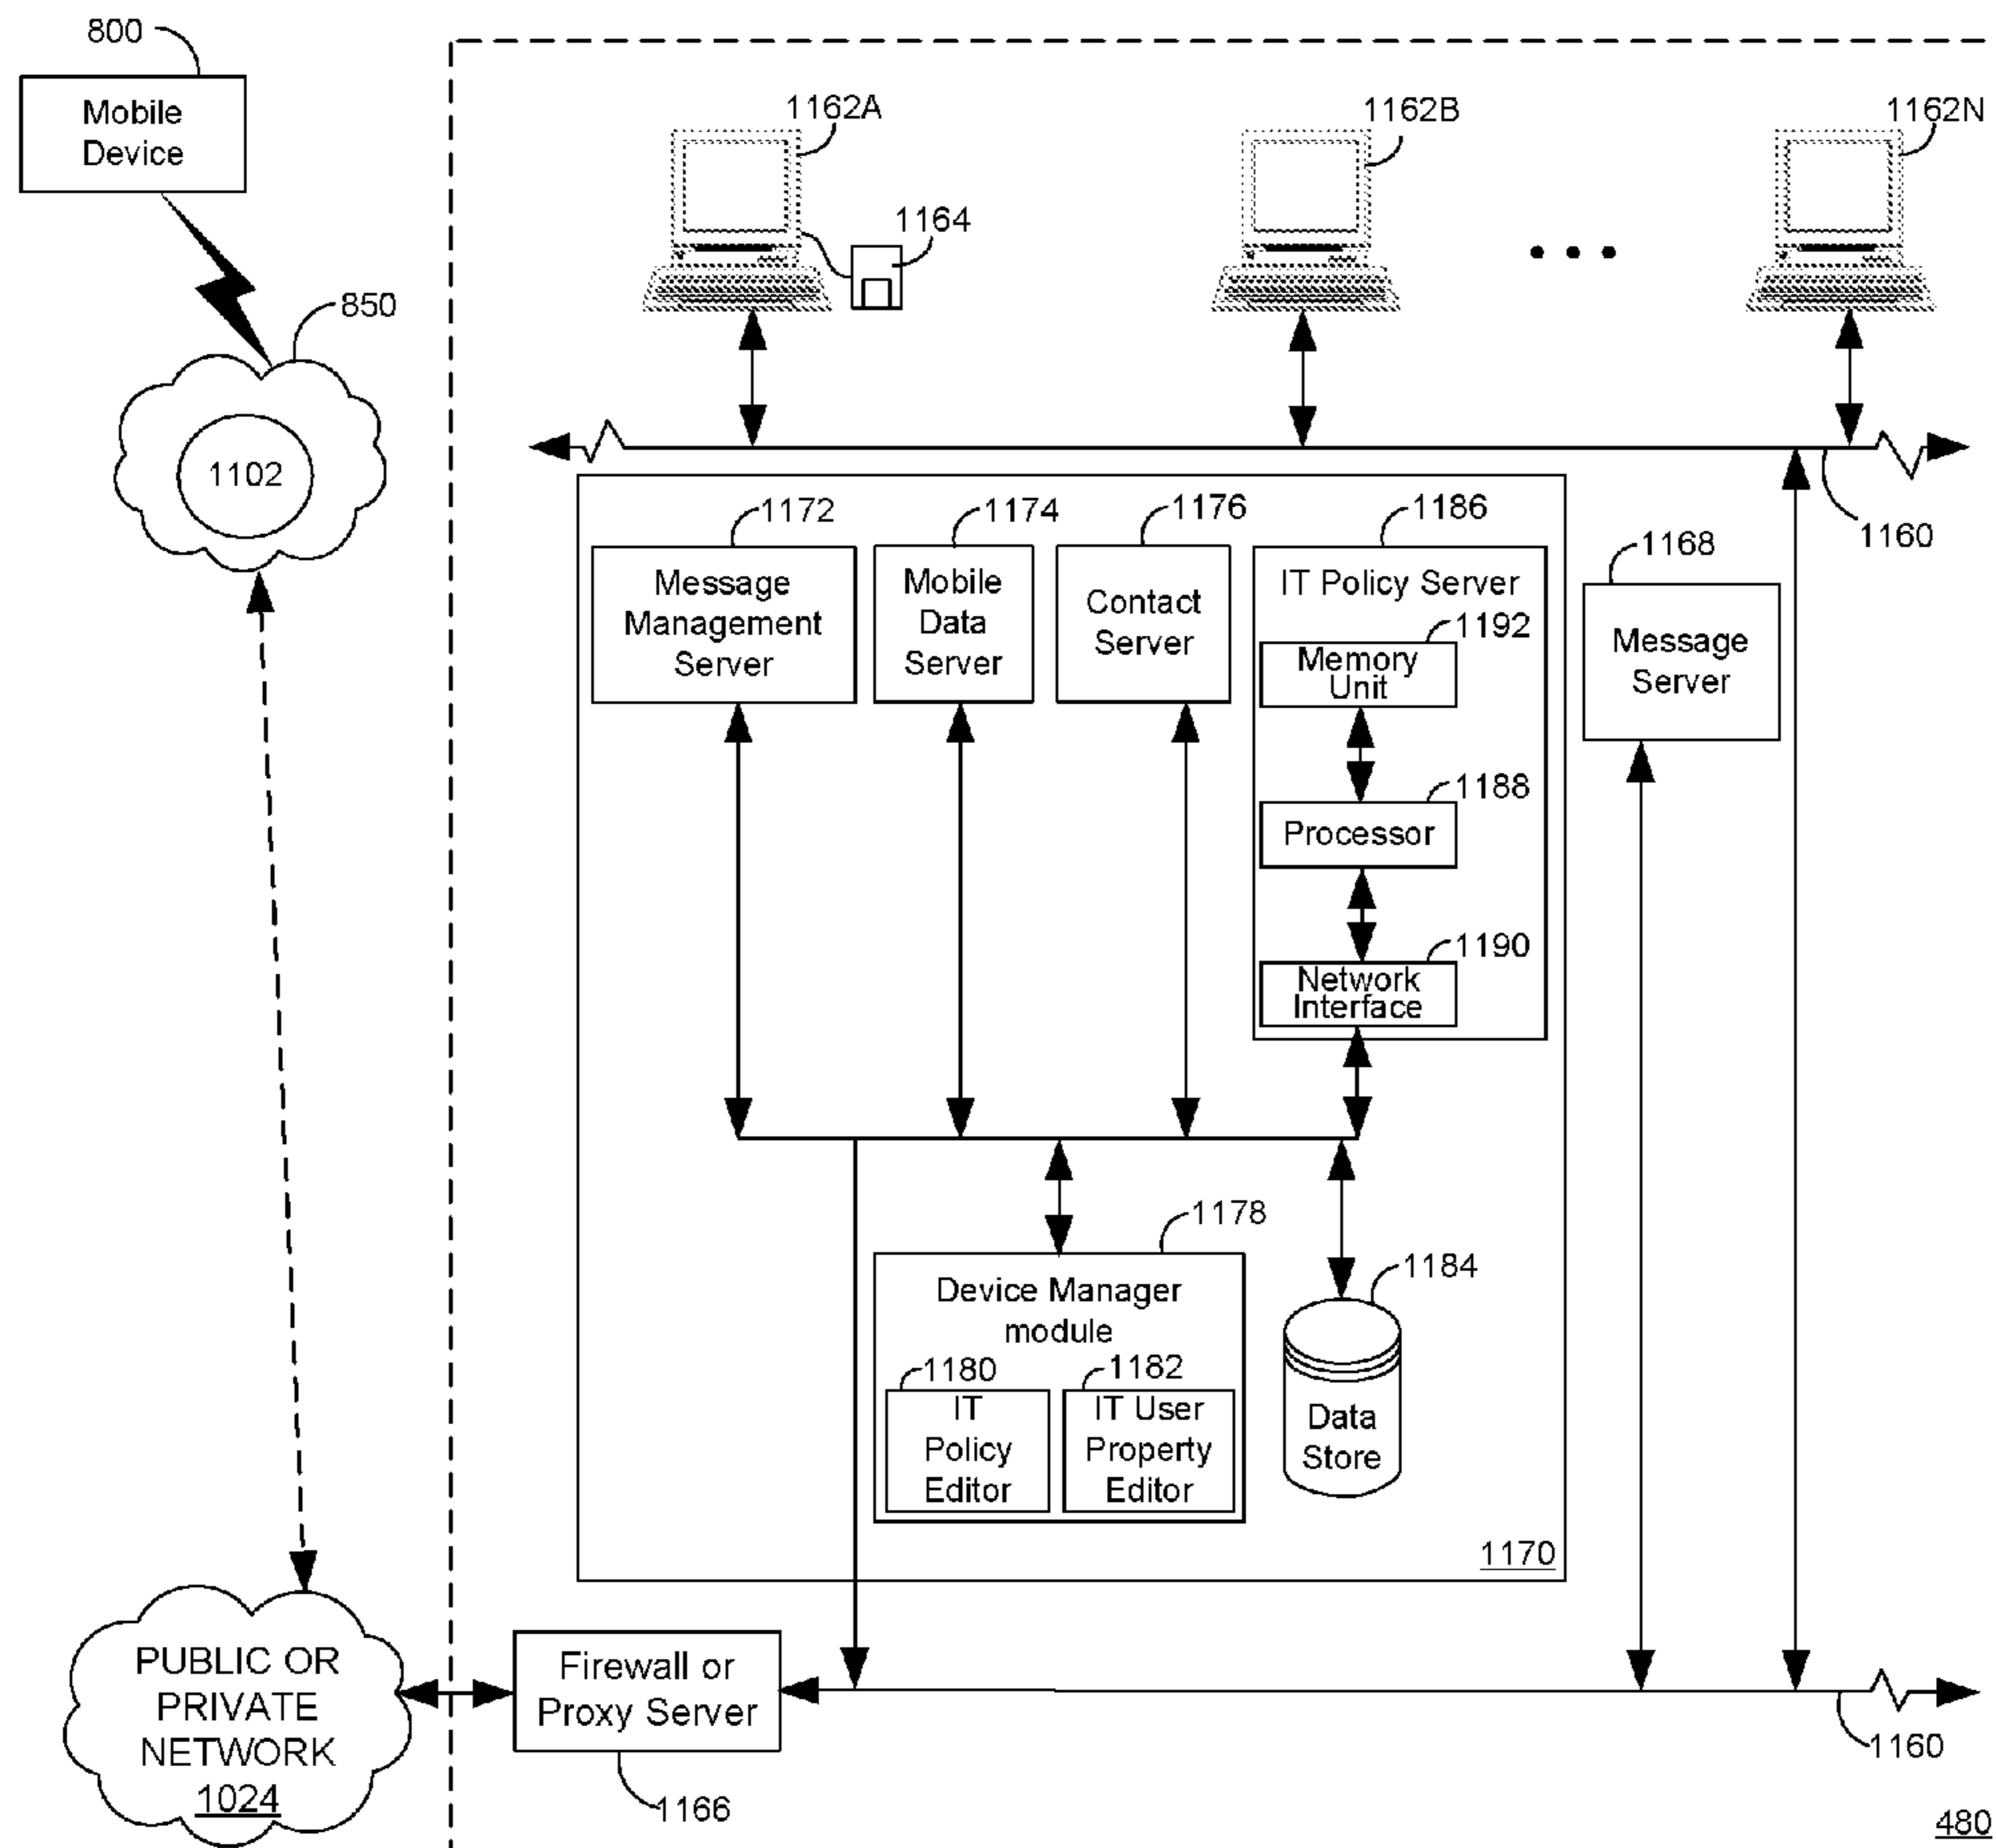 800
Mobile
Device
850
1102
1162A
1164
1162B
1162N
1160
1172
Message
Management
Server
1174
Mobile
Data
Server
1176
Contact
Server
1186
IT Policy Server
1192
Memory
Unit
1188
Processor
1190
Network
Interface
1168
Message
Server
1178
Device Manager
module
1180
IT
Policy
Editor
1182
IT User
Property
Editor
1184
Data
Store
1170
PUBLIC OR
PRIVATE
NETWORK
1024
Firewall or
Proxy Server
1166
1160
480